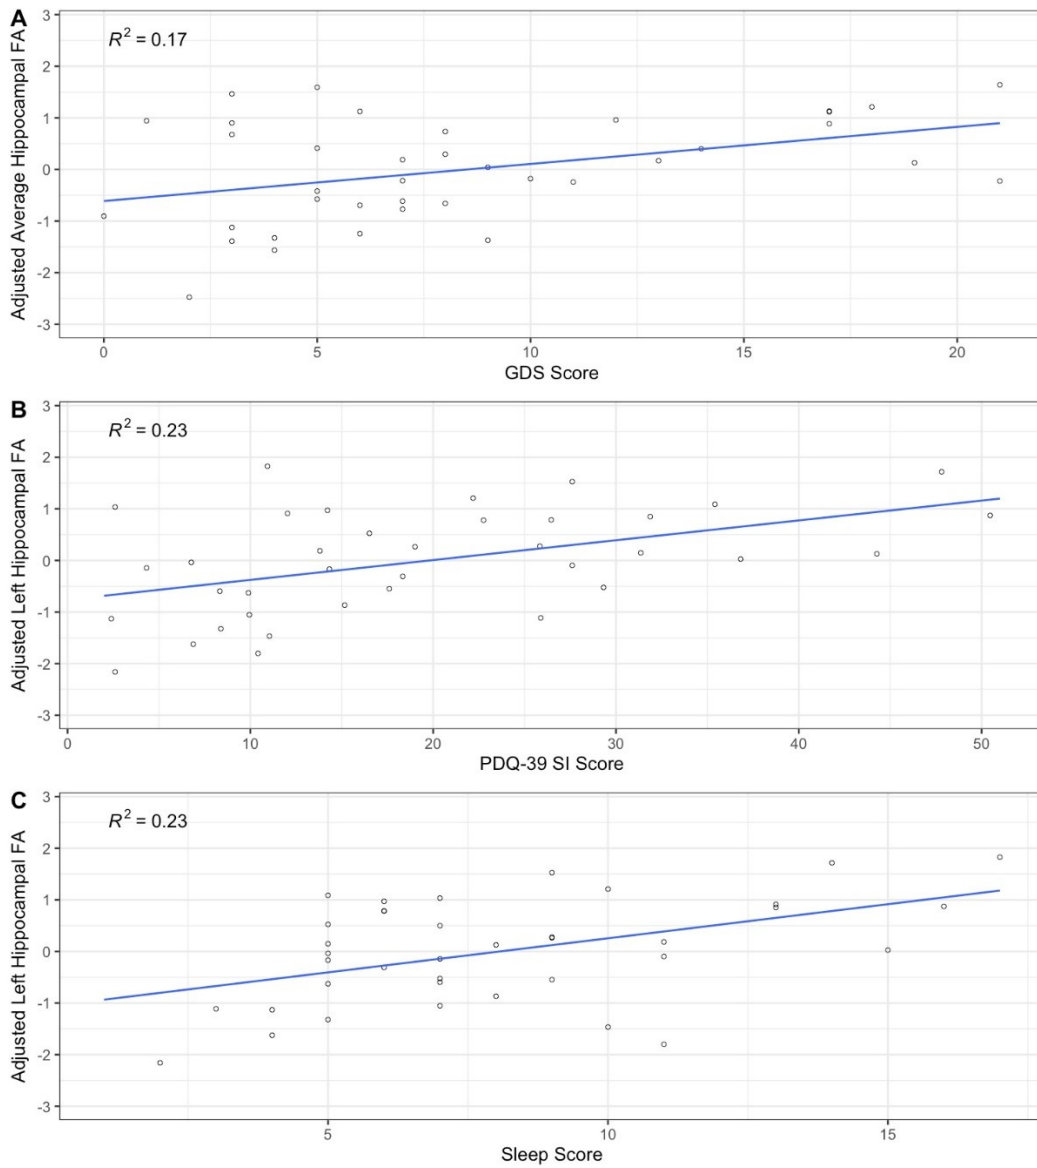 A
Adjusted Average Hippocampal FA
R² = 0.17
3
2
1
0
-1
-2
-3
0 5 10 15 20
GDS Score
B
Adjusted Left Hippocampal FA
R² = 0.23
3
2
1
0
-1
-2
-3
0 10 20 30 40 50
PDQ-39 SI Score
C
Adjusted Left Hippocampal FA
R² = 0.23
3
2
1
0
-1
-2
-3
5 10 15
Sleep Score